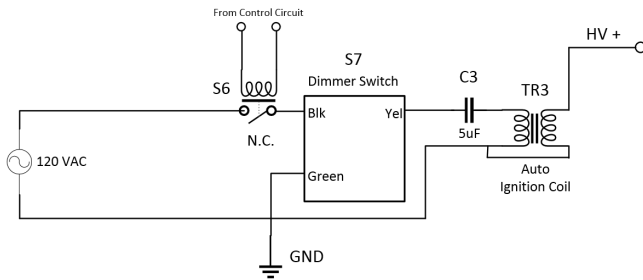 From Control Circuit
S6
N.C.
S7
Dimmer Switch
Blk
Yel
Green
C3
5uF
TR3
HV +
120 VAC
Auto
Ignition Coil
GND